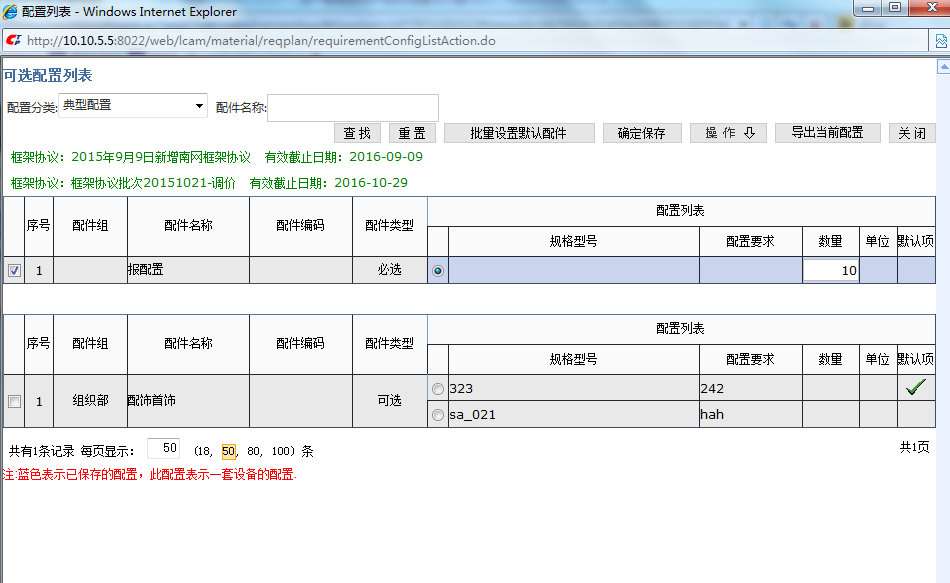 配置列表 - Windows Internet Explorer
http://10.10.5.5:8022/web/lcam/material/reqplan/requirementConfigListAction.do
可选配置列表
配置分类: 典型配置 配件名称:
查 找 重 置 批量设置默认配件 确定保存 操 作 导出当前配置 关 闭
框架协议：2015年9月9日新增南网框架协议 有效截止日期：2016-09-09
框架协议：框架协议批次20151021-调价 有效截止日期：2016-10-29
序号 配件组 配件名称 配件编码 配件类型 配置列表
规格型号 配置要求 数量 单位 默认项
1 报配置 必选 10
序号 配件组 配件名称 配件编码 配件类型 配置列表
规格型号 配置要求 数量 单位 默认项
1 组织部 配饰首饰 可选 323 242
sa_021 hah
共有1条记录 每页显示： 50 (18, 50, 80, 100) 条 共1页
注:蓝色表示已保存的配置，此配置表示一套设备的配置.